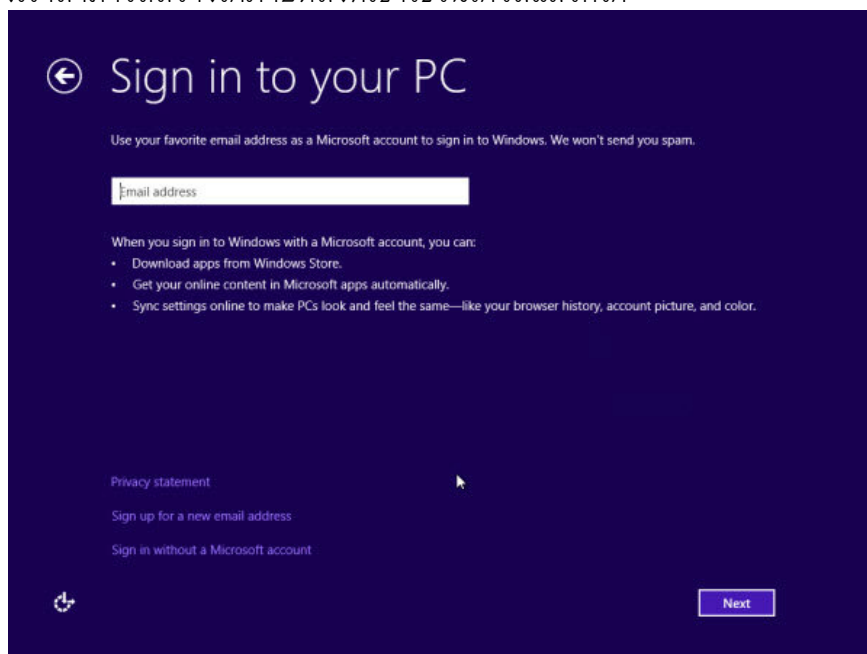 Sign in to your PC
Use your favorite email address as a Microsoft account to sign in to Windows. We won't send you spam.
Email address
When you sign in to Windows with a Microsoft account, you can:
• Download apps from Windows Store.
• Get your online content in Microsoft apps automatically.
• Sync settings online to make PCs look and feel the same—like your browser history, account picture, and color.
Privacy statement
Sign up for a new email address
Sign in without a Microsoft account
Next